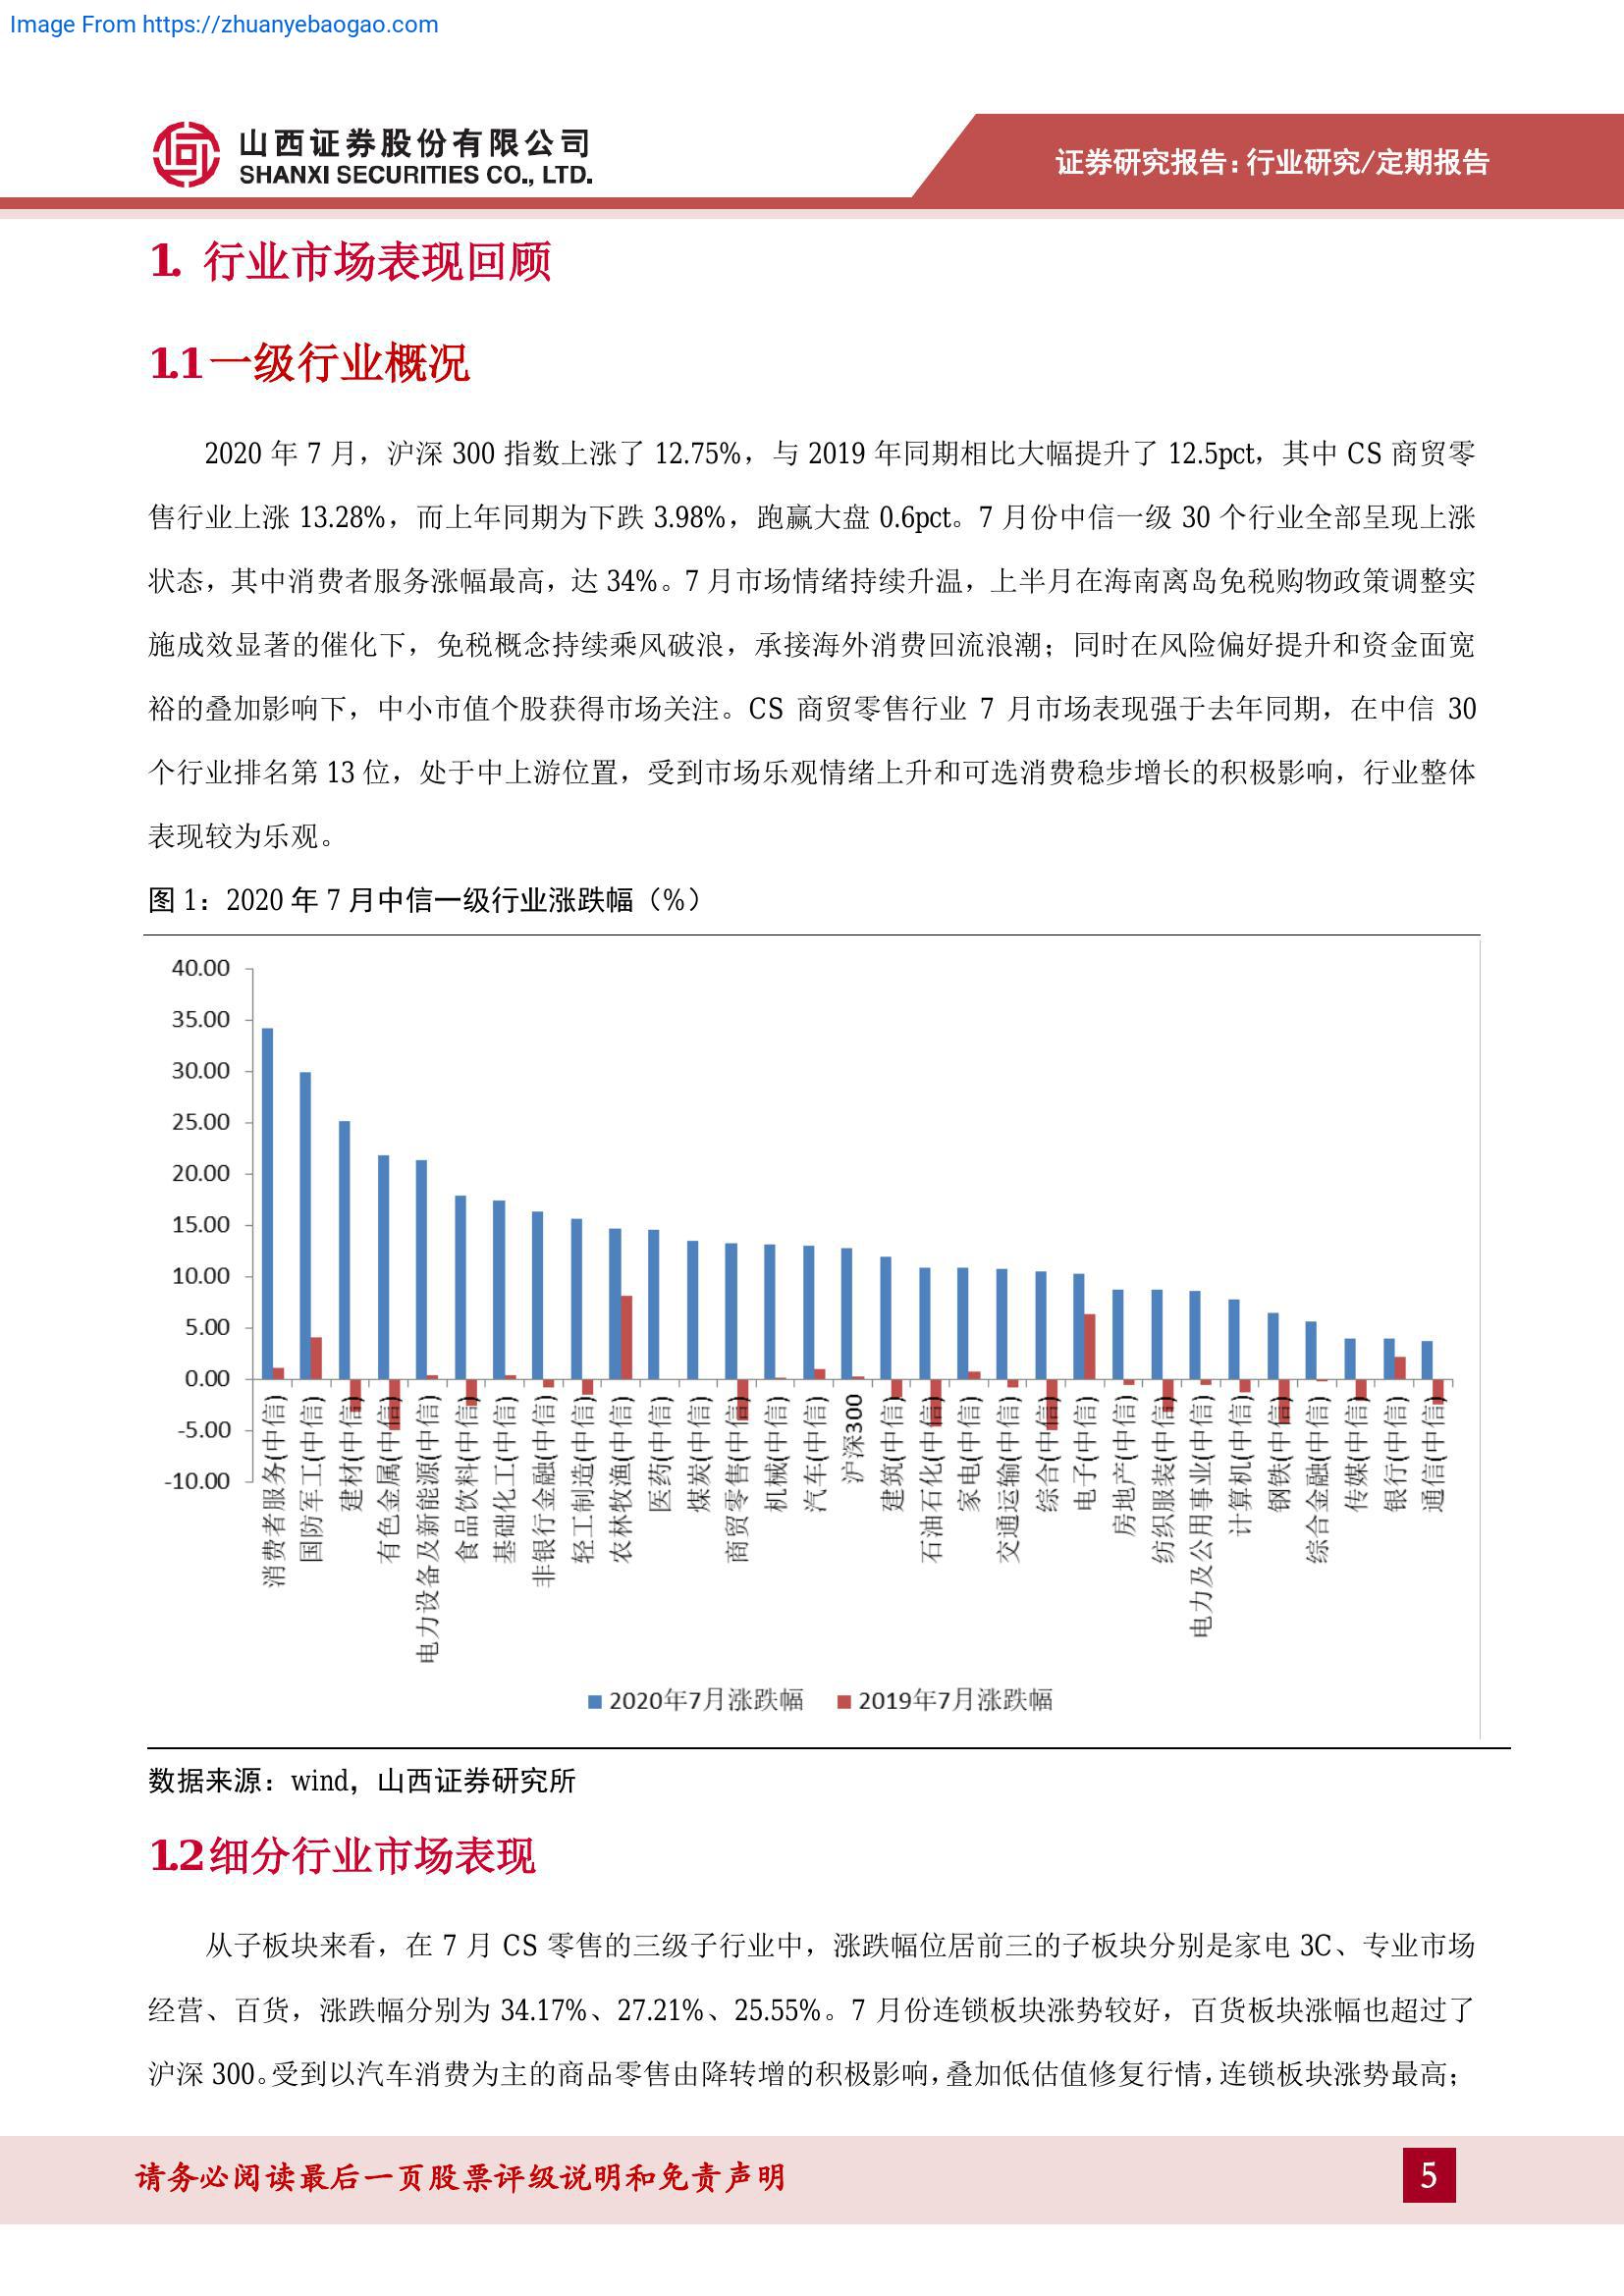 Image From https://zhuanyebaogao.com
山西证券股份有限公司
SHANXI SECURITIES CO., LTD.
证券研究报告:行业研究/定期报告
1. 行业市场表现回顾
1.1 一级行业概况
2020 年 7 月，沪深 300 指数上涨了 12.75%，与 2019 年同期相比大幅提升了 12.5pct，其中 CS 商贸零
售行业上涨 13.28%，而上年同期为下跌 3.98%，跑赢大盘 0.6pct。7 月份中信一级 30 个行业全部呈现上涨
状态，其中消费者服务涨幅最高，达 34%。7 月市场情绪持续升温，上半月在海南离岛免税购物政策调整实
施成效显著的催化下，免税概念持续乘风破浪，承接海外消费回流浪潮；同时在风险偏好提升和资金面宽
裕的叠加影响下，中小市值个股获得市场关注。CS 商贸零售行业 7 月市场表现强于去年同期，在中信 30
个行业排名第 13 位，处于中上游位置，受到市场乐观情绪上升和可选消费稳步增长的积极影响，行业整体
表现较为乐观。
图 1：2020 年 7 月中信一级行业涨跌幅（%）
40.00
35.00
30.00
25.00
20.00
15.00
10.00
5.00
0.00
-5.00
-10.00
消费者服务(中信)
国防军工(中信)
建材(中信)
有色金属(中信)
电力设备及新能源(中信)
食品饮料(中信)
基础化工(中信)
非银行金融(中信)
轻工制造(中信)
农林牧渔(中信)
医药(中信)
煤炭(中信)
商贸零售(中信)
机械(中信)
汽车(中信)
沪深300
建筑(中信)
石油石化(中信)
家电(中信)
交通运输(中信)
综合(中信)
电子(中信)
房地产(中信)
纺织服装(中信)
电力及公用事业(中信)
计算机(中信)
钢铁(中信)
综合金融(中信)
传媒(中信)
银行(中信)
通信(中信)
2020年7月涨跌幅
2019年7月涨跌幅
数据来源：wind，山西证券研究所
1.2 细分行业市场表现
从子板块来看，在 7 月 CS 零售的三级子行业中，涨跌幅位居前三的子板块分别是家电 3C、专业市场
经营、百货，涨跌幅分别为 34.17%、27.21%、25.55%。7 月份连锁板块涨势较好，百货板块涨幅也超过了
沪深 300。受到以汽车消费为主的商品零售由降转增的积极影响，叠加低估值修复行情，连锁板块涨势最高；
请务必阅读最后一页股票评级说明和免责声明
5